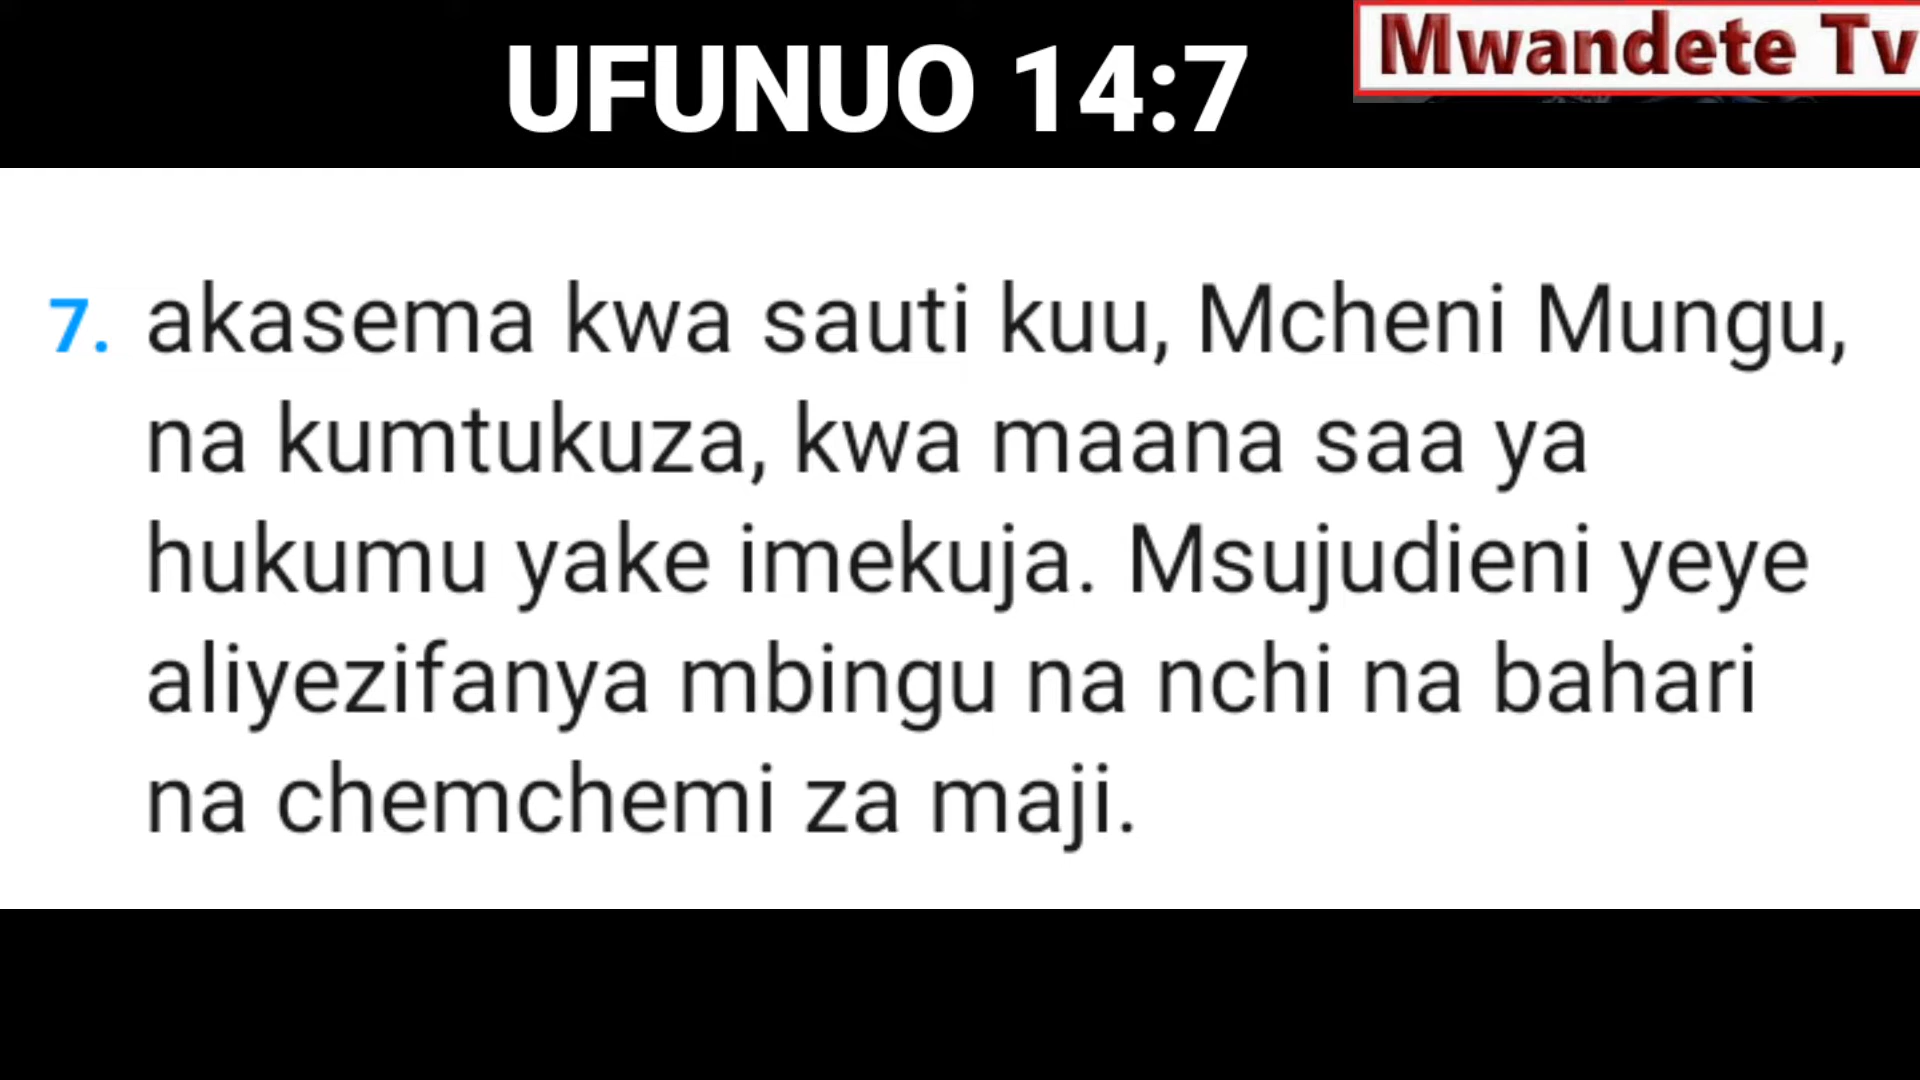 UFUNUO 14:7
Mwandete Tv
7. akasema kwa sauti kuu, Mcheni Mungu,
na kumtukuza, kwa maana saa ya
hukumu yake imekuja. Msujudieni yeye
aliyezifanya mbingu na nchi na bahari
na chemchemi za maji.